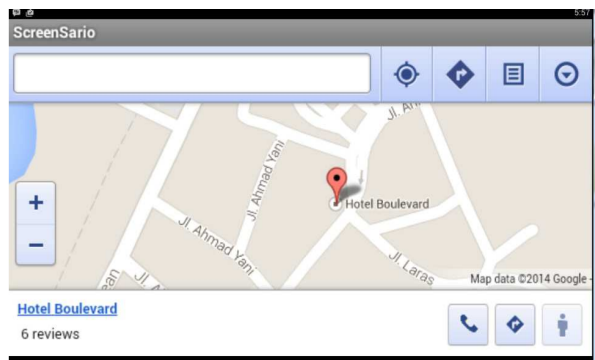 5:57
ScreenSario
Jl. Ahmad Yani
Hotel Boulevard
Jl. Ahmad Yani
Jl. Laras
Map data ©2014 Google -
Hotel Boulevard
6 reviews